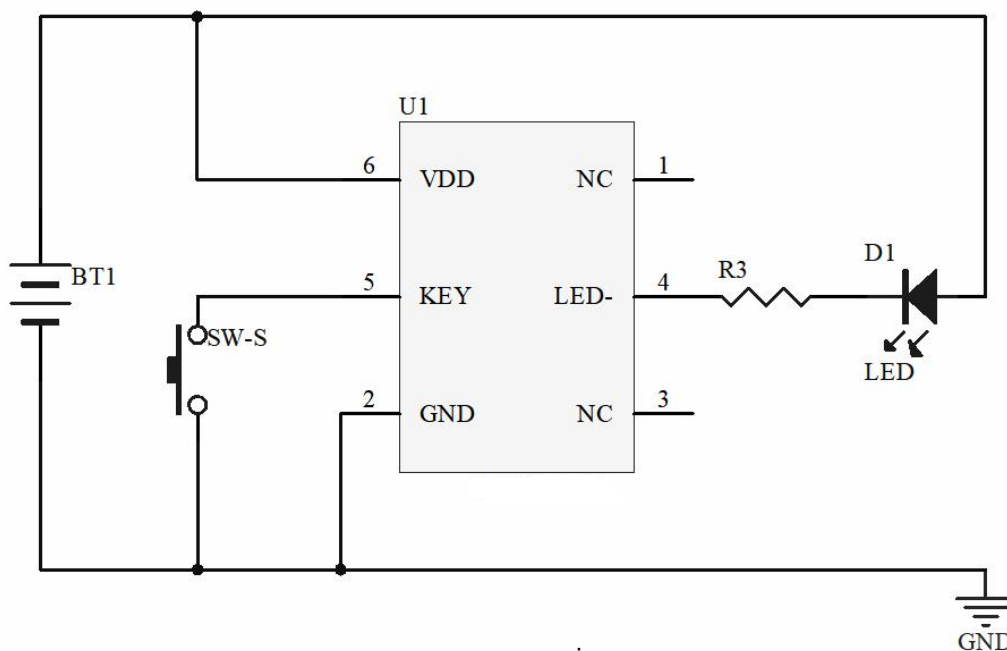 U1
6 VDD NC 1
R3 D1
BT1 5 KEY LED- 4
SW-S
LED
2 GND NC 3
GND